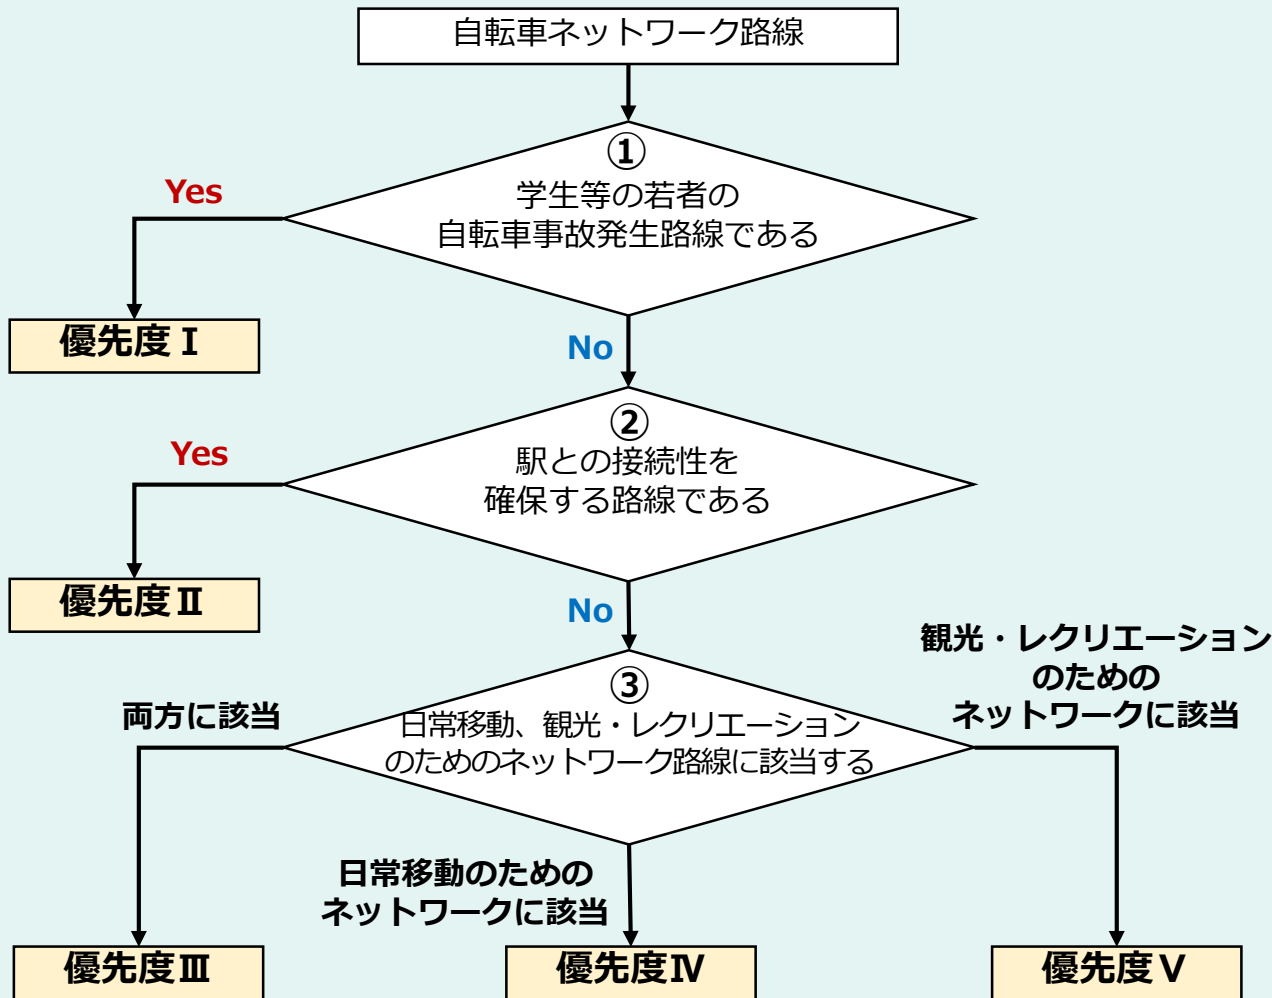 自転車ネットワーク路線
①
学生等の若者の
自転車事故発生路線である
Yes
優先度Ⅰ
No
②
駅との接続性を
確保する路線である
Yes
優先度Ⅱ
No
③
日常移動、観光・レクリエーション
のためのネットワーク路線に該当する
両方に該当
観光・レクリエーション
のための
ネットワークに該当
日常移動のための
ネットワークに該当
優先度Ⅲ
優先度Ⅳ
優先度Ⅴ